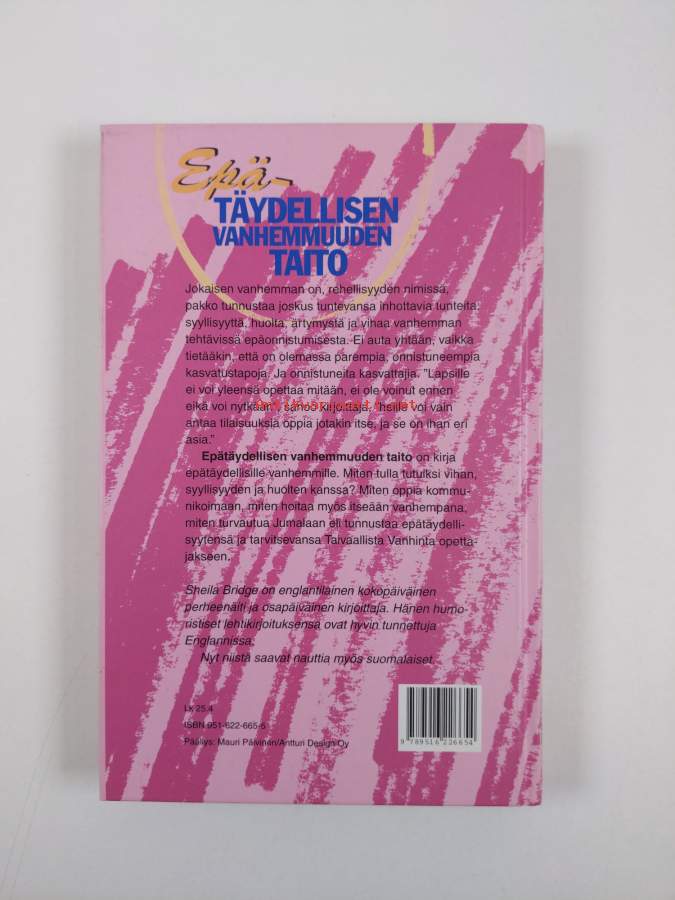 Epä-
TÄYDELLISEN
VANHEMMUUDEN
TAITO
Jokaisen vanhemman on, rehellisyyden nimissä,
pakko tunnustaa joskus tuntevansa inhottavia tunteita:
syyllisyyttä, huolta, ärtymystä ja vihaa vanhemman
tehtävissä epäonnistumisesta. Ei auta yhtään, vaikka
tietääkin, että on olemassa parempia, onnistuneempia
kasvatustapoja. Ja onnistuneita kasvattajia. "Lapsille
ei voi yleensä opettaa mitään, ei ole voinut ennen
eikä voi nytkään", sanoo kirjoittaja, "heille voi vain
antaa tilaisuuksia oppia jotakin itse, ja se on ihan eri
asia."
Epätäydellisen vanhemmuuden taito on kirja
epätäydellisille vanhemmille. Miten tulla tutuiksi vihan,
syyllisyyden ja huolten kanssa? Miten oppia kommu-
nikoimaan, miten hoitaa myös itseään vanhempana,
miten turvautua Jumalaan eli tunnustaa epätäydelli-
syytensä ja tarvitsevansa Taivaallista Vanhinta opetta-
jakseen.
Sheila Bridge on englantilainen kokopäiväinen
perheenäiti ja osapäiväinen kirjoittaja. Hänen humo-
ristiset lehtikirjoituksensa ovat hyvin tunnettuja
Englannissa.
Nyt niistä saavat nauttia myös suomalaiset.
Lk 25.4
ISBN 951-622-665-5
Päällys: Mauri Päivinen/Antturi Design Oy
9 789516 226654